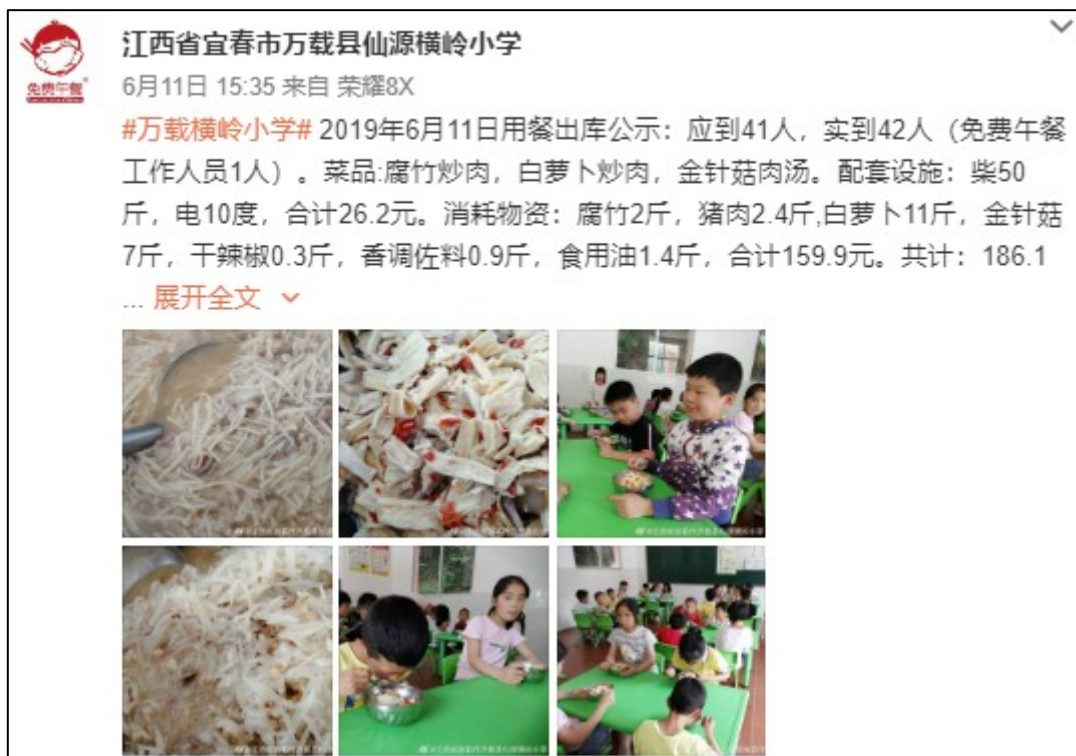 江西省宜春市万载县仙源横岭小学
免费午餐
6月11日 15:35 来自 荣耀8X
#万载横岭小学# 2019年6月11日用餐出库公示：应到41人，实到42人（免费午餐
工作人员1人）。菜品:腐竹炒肉，白萝卜炒肉，金针菇肉汤。配套设施：柴50
斤，电10度，合计26.2元。消耗物资：腐竹2斤，猪肉2.4斤,白萝卜11斤，金针菇
7斤，干辣椒0.3斤，香调佐料0.9斤，食用油1.4斤，合计159.9元。共计：186.1
... 展开全文